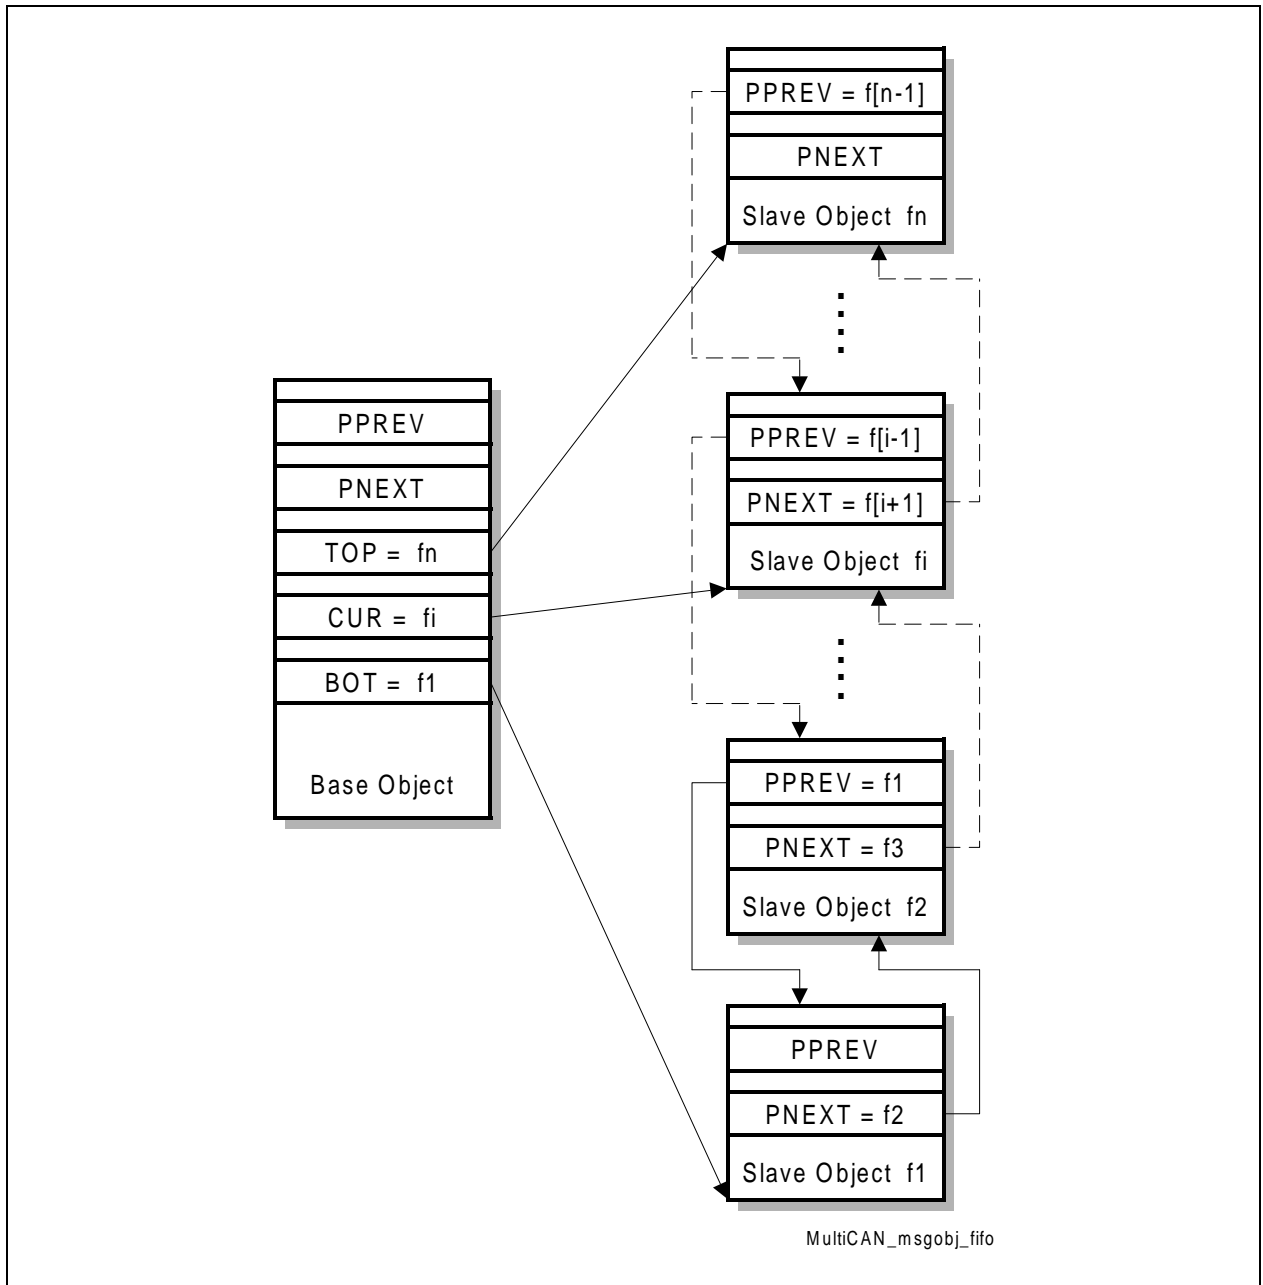 PPREV = f[n-1]
PNEXT
Slave Object fn
PPREV
PNEXT
TOP = fn
CUR = fi
BOT = f1
Base Object
PPREV = f[i-1]
PNEXT = f[i+1]
Slave Object fi
PPREV = f1
PNEXT = f3
Slave Object f2
PPREV
PNEXT = f2
Slave Object f1
MultiCAN_msgobj_fifo